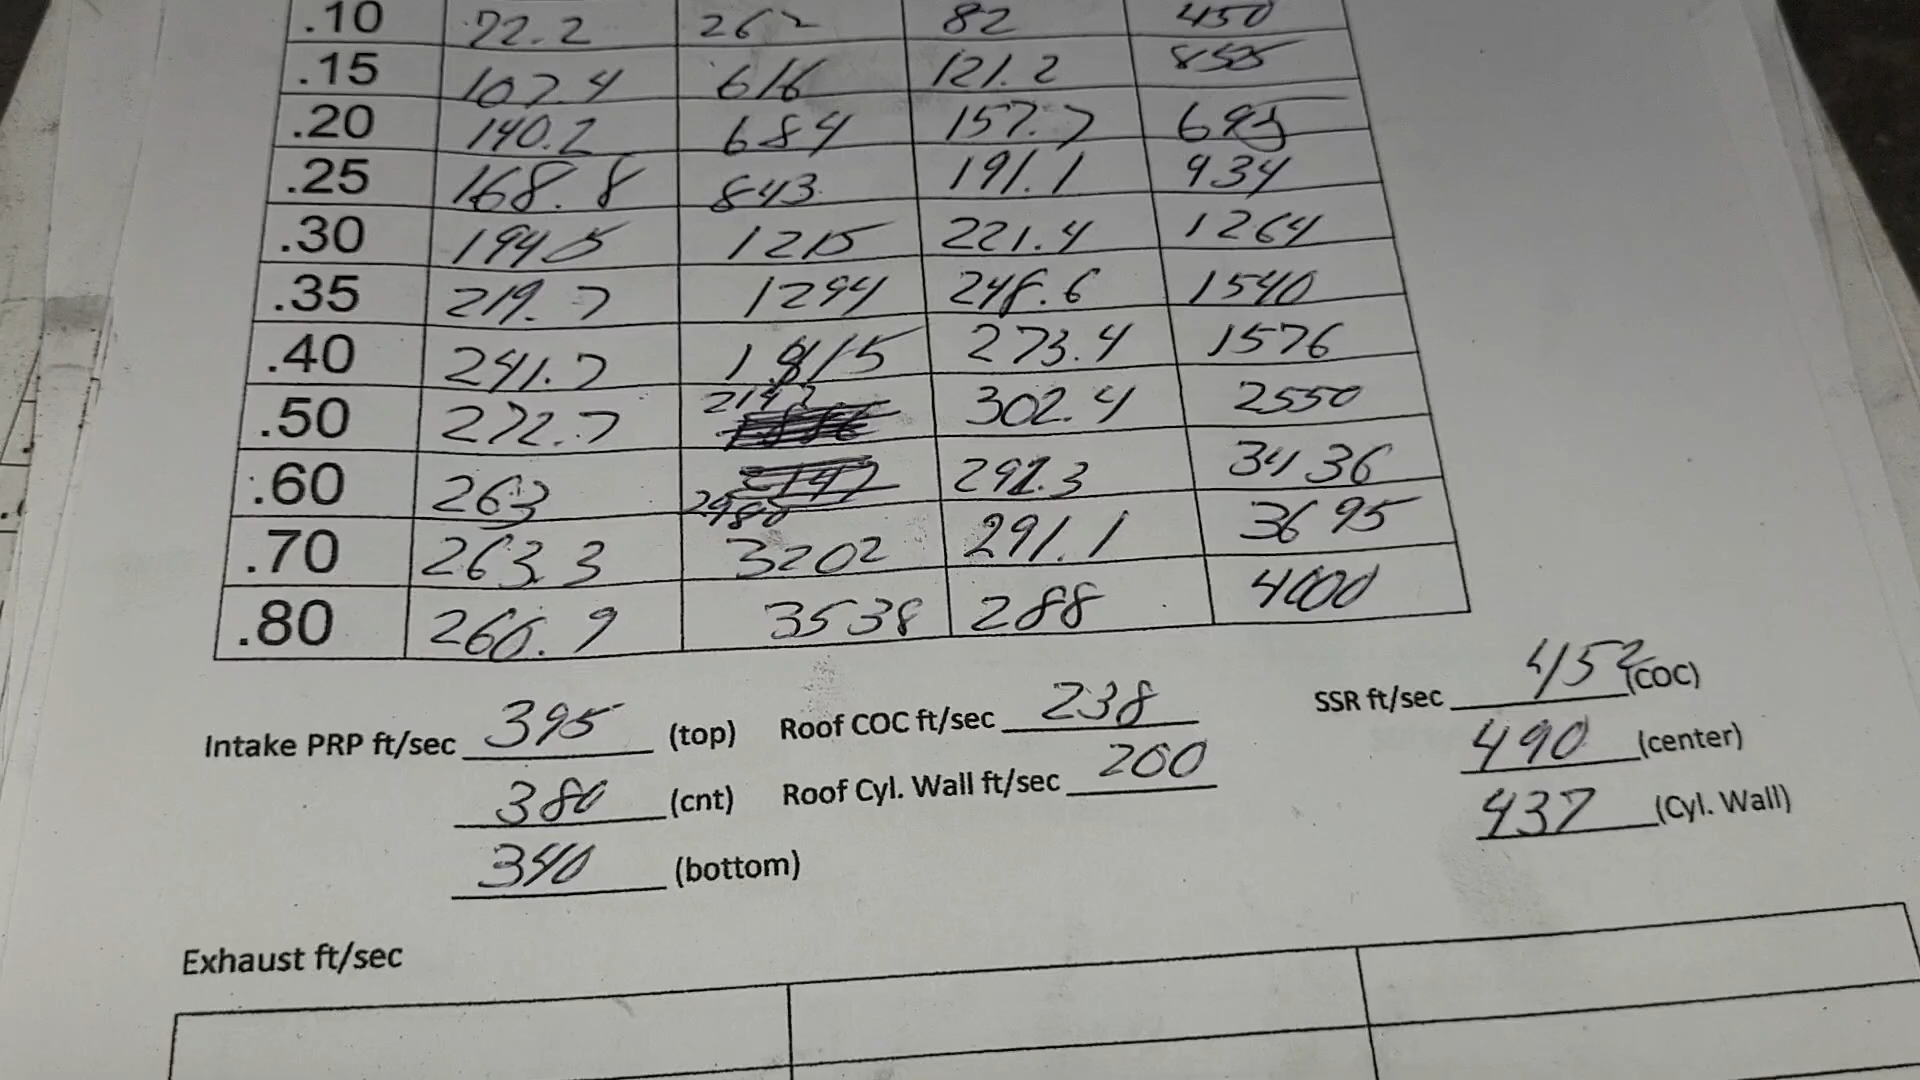 .10 72.2 262 82 450
.15 107.4 616 121.2 855
.20 140.2 684 157.7 695
.25 168.8 843 191.1 934
.30 194.5 1215 221.4 1264
.35 219.7 1294 248.6 1540
.40 241.7 1815 273.4 1576
.50 272.7 2142 302.4 2550
.60 263 2980 292.3 3436
.70 263.3 3202 291.1 3695
.80 260.9 3538 288 4000
Intake PRP ft/sec 395 (top) Roof COC ft/sec 238 SSR ft/sec 452 (COC)
380 (cnt) Roof Cyl. Wall ft/sec 200 490 (center)
340 (bottom) 437 (Cyl. Wall)
Exhaust ft/sec